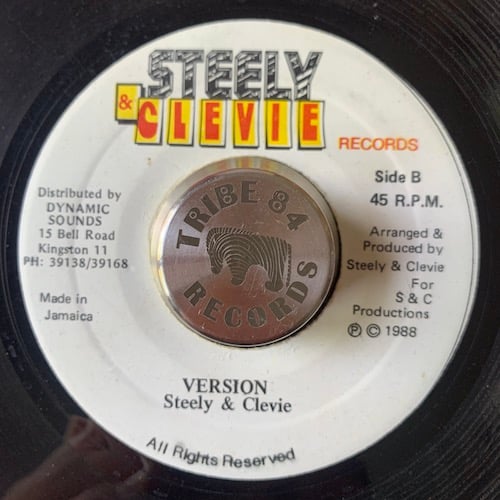 STEELY
& CLEVIE
RECORDS
Side B
45 R.P.M.
Distributed by
DYNAMIC
SOUNDS
15 Bell Road
Kingston 11
PH: 39138/39168
Made in
Jamaica
Arranged &
Produced by
Steely & Clevie
For
S & C
Productions
Ⓟ © 1988
TRIBE 84
RECORDS
VERSION
Steely & Clevie
All Rights Reserved